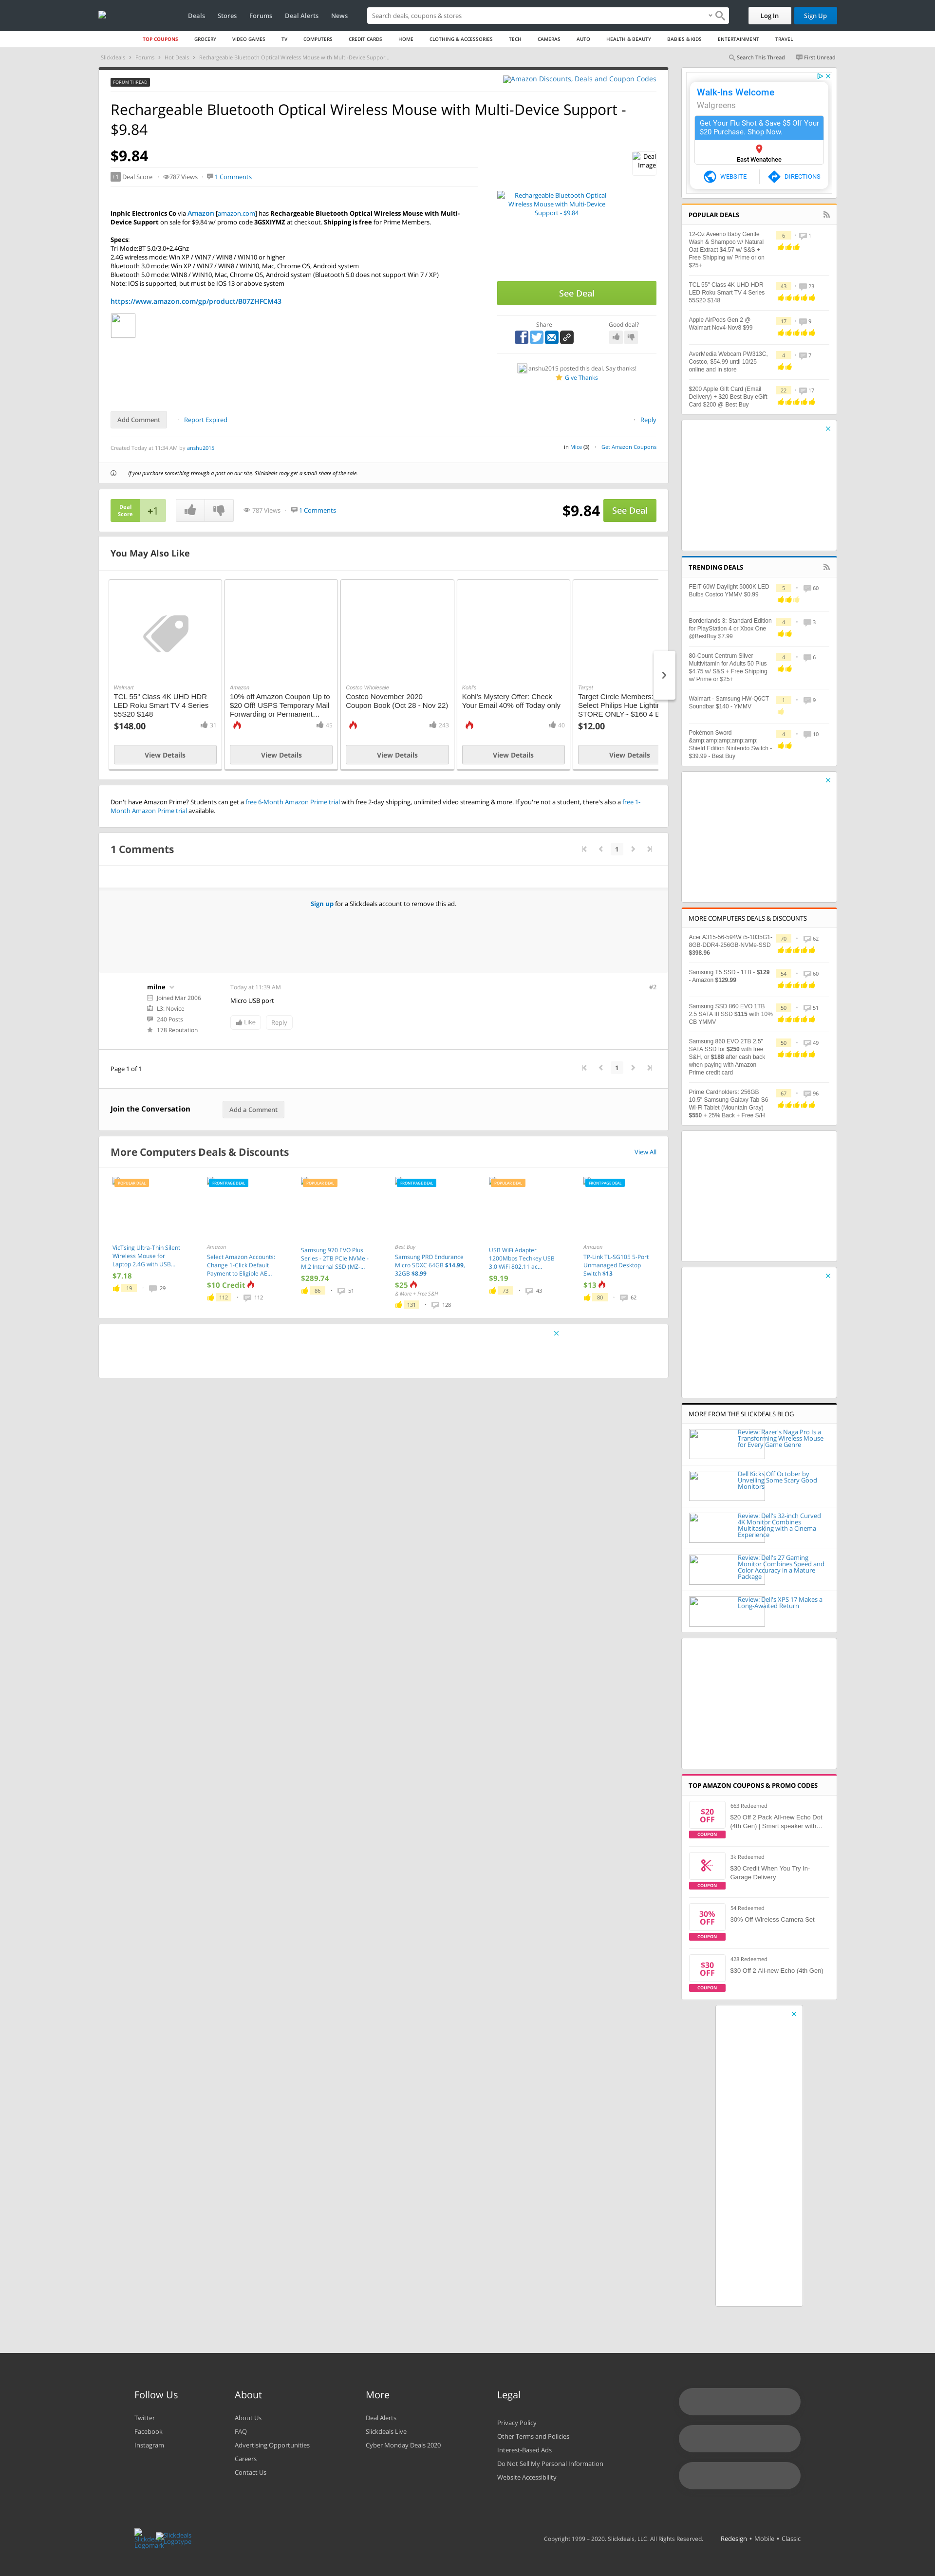 Deals Stores Forums Deal Alerts News
Search deals, coupons & stores
Log In Sign Up
TOP COUPONS GROCERY VIDEO GAMES TV COMPUTERS CREDIT CARDS HOME CLOTHING & ACCESSORIES TECH CAMERAS AUTO HEALTH & BEAUTY BABIES & KIDS ENTERTAINMENT TRAVEL
Slickdeals Forums Hot Deals Rechargeable Bluetooth Optical Wireless Mouse with Multi-Device Suppor...
Search This Thread First Unread
FORUM THREAD
Amazon Discounts, Deals and Coupon Codes
Rechargeable Bluetooth Optical Wireless Mouse with Multi-Device Support -
$9.84
$9.84
Deal
Image
+1 Deal Score 787 Views 1 Comments
Rechargeable Bluetooth Optical
Wireless Mouse with Multi-Device
Support - $9.84
Inphic Electronics Co via Amazon [amazon.com] has Rechargeable Bluetooth Optical Wireless Mouse with Multi-
Device Support on sale for $9.84 w/ promo code 3GSXIYMZ at checkout. Shipping is free for Prime Members.
Specs:
Tri-Mode:BT 5.0/3.0+2.4Ghz
2.4G wireless mode: Win XP / WIN7 / WIN8 / WIN10 or higher
Bluetooth 3.0 mode: Win XP / WIN7 / WIN8 / WIN10, Mac, Chrome OS, Android system
Bluetooth 5.0 mode: WIN8 / WIN10, Mac, Chrome OS, Android system (Bluetooth 5.0 does not support Win 7 / XP)
Note: IOS is supported, but must be IOS 13 or above system
https://www.amazon.com/gp/product/B07ZHFCM43
See Deal
Share Good deal?
anshu2015 posted this deal. Say thanks!
Give Thanks
Add Comment Report Expired Reply
Created Today at 11:34 AM by anshu2015
in Mice (3) Get Amazon Coupons
If you purchase something through a post on our site, Slickdeals may get a small share of the sale.
Deal
Score
+1
787 Views 1 Comments
$9.84 See Deal
You May Also Like
Walmart
TCL 55" Class 4K UHD HDR
LED Roku Smart TV 4 Series
55S20 $148
$148.00 31
View Details
Amazon
10% off Amazon Coupon Up to
$20 Off! USPS Temporary Mail
Forwarding or Permanent…
45
View Details
Costco Wholesale
Costco November 2020
Coupon Book (Oct 28 - Nov 22)
243
View Details
Kohl's
Kohl's Mystery Offer: Check
Your Email 40% off Today only
40
View Details
Target
Target Circle Members:
Select Philips Hue Lightin
STORE ONLY~ $160 4 B
$12.00
View Details
Don't have Amazon Prime? Students can get a free 6-Month Amazon Prime trial with free 2-day shipping, unlimited video streaming & more. If you're not a student, there's also a free 1-
Month Amazon Prime trial available.
1 Comments
1
Sign up for a Slickdeals account to remove this ad.
milne
Joined Mar 2006
L3: Novice
240 Posts
178 Reputation
Today at 11:39 AM #2
Micro USB port
Like Reply
Page 1 of 1
1
Join the Conversation Add a Comment
More Computers Deals & Discounts
View All
POPULAR DEAL
VicTsing Ultra-Thin Silent
Wireless Mouse for
Laptop 2.4G with USB...
$7.18
19 29
FRONTPAGE DEAL
Amazon
Select Amazon Accounts:
Change 1-Click Default
Payment to Eligible AE...
$10 Credit
112 112
POPULAR DEAL
Samsung 970 EVO Plus
Series - 2TB PCIe NVMe -
M.2 Internal SSD (MZ-...
$289.74
86 51
FRONTPAGE DEAL
Best Buy
Samsung PRO Endurance
Micro SDXC 64GB $14.99,
32GB $8.99
$25
& More + Free S&H
131 128
POPULAR DEAL
USB WiFi Adapter
1200Mbps Techkey USB
3.0 WiFi 802.11 ac...
$9.19
73 43
FRONTPAGE DEAL
Amazon
TP-Link TL-SG105 5-Port
Unmanaged Desktop
Switch $13
$13
80 62
Walk-Ins Welcome
Walgreens
Get Your Flu Shot & Save $5 Off Your
$20 Purchase. Shop Now.
East Wenatchee
WEBSITE DIRECTIONS
POPULAR DEALS
12-Oz Aveeno Baby Gentle
Wash & Shampoo w/ Natural
Oat Extract $4.57 w/ S&S +
Free Shipping w/ Prime or on
$25+
6 1
TCL 55" Class 4K UHD HDR
LED Roku Smart TV 4 Series
55S20 $148
43 23
Apple AirPods Gen 2 @
Walmart Nov4-Nov8 $99
17 9
AverMedia Webcam PW313C,
Costco, $54.99 until 10/25
online and in store
4 7
$200 Apple Gift Card (Email
Delivery) + $20 Best Buy eGift
Card $200 @ Best Buy
22 17
TRENDING DEALS
FEIT 60W Daylight 5000K LED
Bulbs Costco YMMV $0.99
5 60
Borderlands 3: Standard Edition
for PlayStation 4 or Xbox One
@BestBuy $7.99
4 3
80-Count Centrum Silver
Multivitamin for Adults 50 Plus
$4.75 w/ S&S + Free Shipping
w/ Prime or $25+
4 6
Walmart - Samsung HW-Q6CT
Soundbar $140 - YMMV
1 9
Pokemon Sword
&amp;amp;amp;amp;amp;
Shield Edition Nintendo Switch -
$39.99 - Best Buy
4 10
MORE COMPUTERS DEALS & DISCOUNTS
Acer A315-56-594W i5-1035G1-
8GB-DDR4-256GB-NVMe-SSD
$398.96
70 62
Samsung T5 SSD - 1TB - $129
- Amazon $129.99
54 60
Samsung SSD 860 EVO 1TB
2.5 SATA III SSD $115 with 10%
CB YMMV
50 51
Samsung 860 EVO 2TB 2.5"
SATA SSD for $250 with free
S&H, or $188 after cash back
when paying with Amazon
Prime credit card
50 49
Prime Cardholders: 256GB
10.5" Samsung Galaxy Tab S6
Wi-Fi Tablet (Mountain Gray)
$550 + 25% Back + Free S/H
67 96
MORE FROM THE SLICKDEALS BLOG
Review: Razer's Naga Pro Is a
Transforming Wireless Mouse
for Every Game Genre
Dell Kicks Off October by
Unveiling Some Scary Good
Monitors
Review: Dell's 32-inch Curved
4K Monitor Combines
Multitasking with a Cinema
Experience
Review: Dell's 27 Gaming
Monitor Combines Speed and
Color Accuracy in a Mature
Package
Review: Dell's XPS 17 Makes a
Long-Awaited Return
TOP AMAZON COUPONS & PROMO CODES
$20
OFF
COUPON
663 Redeemed
$20 Off 2 Pack All-new Echo Dot
(4th Gen) | Smart speaker with…
COUPON
3k Redeemed
$30 Credit When You Try In-
Garage Delivery
30%
OFF
COUPON
54 Redeemed
30% Off Wireless Camera Set
$30
OFF
COUPON
428 Redeemed
$30 Off 2 All-new Echo (4th Gen)
Follow Us
Twitter
Facebook
Instagram
About
About Us
FAQ
Advertising Opportunities
Careers
Contact Us
More
Deal Alerts
Slickdeals Live
Cyber Monday Deals 2020
Legal
Privacy Policy
Other Terms and Policies
Interest-Based Ads
Do Not Sell My Personal Information
Website Accessibility
Slickdeals
Logotype
Copyright 1999 – 2020. Slickdeals, LLC. All Rights Reserved. Redesign • Mobile • Classic